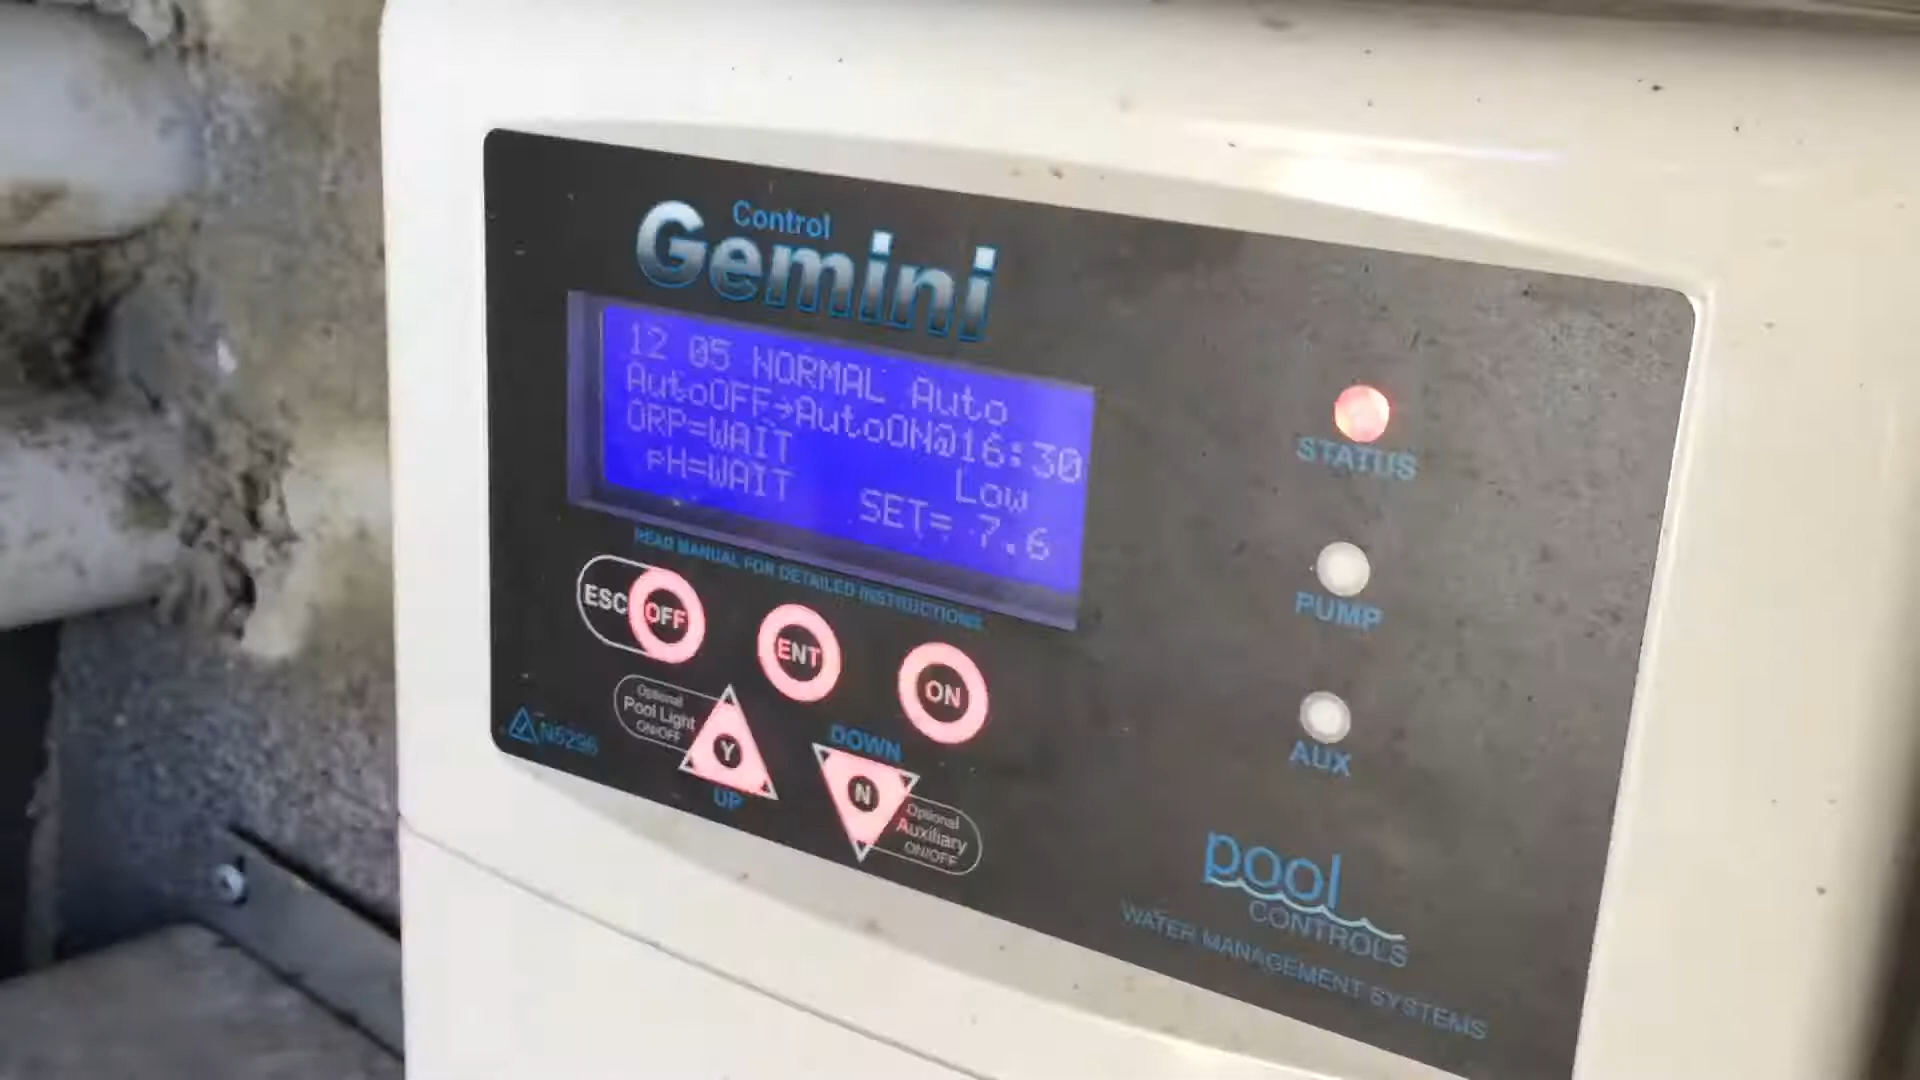 Control
Gemini
12 05 NORMAL Auto
AutoOFF→AutoON@16:30
ORP=WAIT Low
pH=WAIT SET= 7.6
READ MANUAL FOR DETAILED INSTRUCTIONS
ESC OFF
ENT
ON
Optional
Pool Light
ON/OFF
Y
UP
DOWN
N
Optional
Auxiliary
ON/OFF
N5296
STATUS
PUMP
AUX
pool
CONTROLS
WATER MANAGEMENT SYSTEMS